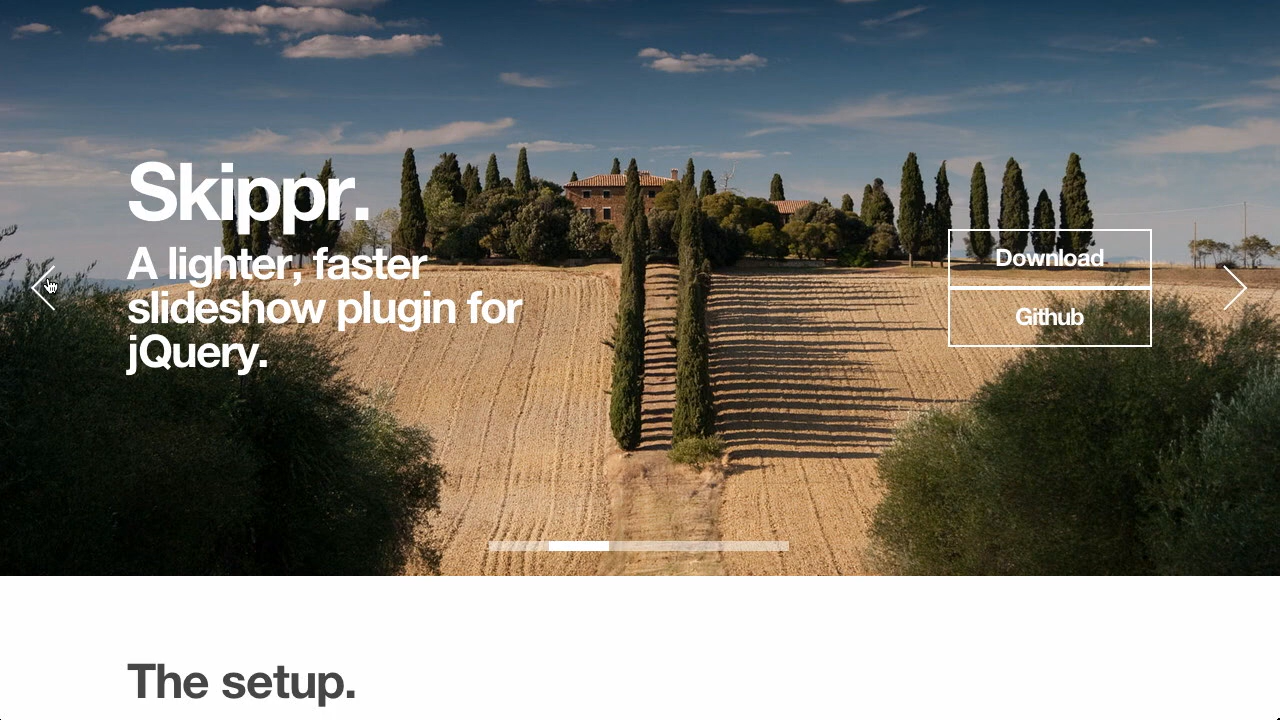 Skippr.
A lighter, faster
slideshow plugin for
jQuery.
Download
Github
The setup.